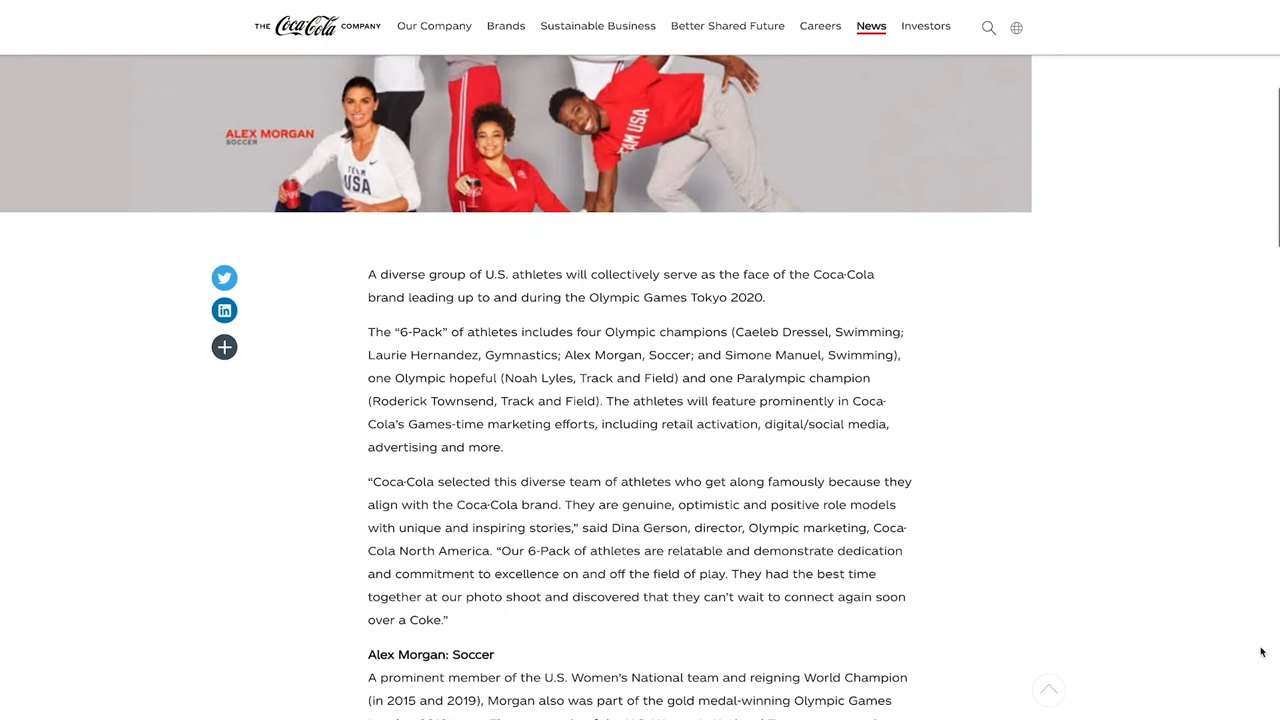 THE Coca-Cola COMPANY Our Company Brands Sustainable Business Better Shared Future Careers News Investors
ALEX MORGAN
SOCCER
TEAM USA
TEAM USA
A diverse group of U.S. athletes will collectively serve as the face of the Coca-Cola
brand leading up to and during the Olympic Games Tokyo 2020.
The “6-Pack” of athletes includes four Olympic champions (Caeleb Dressel, Swimming;
Laurie Hernandez, Gymnastics; Alex Morgan, Soccer; and Simone Manuel, Swimming),
one Olympic hopeful (Noah Lyles, Track and Field) and one Paralympic champion
(Roderick Townsend, Track and Field). The athletes will feature prominently in Coca-
Cola’s Games-time marketing efforts, including retail activation, digital/social media,
advertising and more.
“Coca-Cola selected this diverse team of athletes who get along famously because they
align with the Coca-Cola brand. They are genuine, optimistic and positive role models
with unique and inspiring stories,” said Dina Gerson, director, Olympic marketing, Coca-
Cola North America. “Our 6-Pack of athletes are relatable and demonstrate dedication
and commitment to excellence on and off the field of play. They had the best time
together at our photo shoot and discovered that they can’t wait to connect again soon
over a Coke.”
Alex Morgan: Soccer
A prominent member of the U.S. Women’s National team and reigning World Champion
(in 2015 and 2019), Morgan also was part of the gold medal-winning Olympic Games